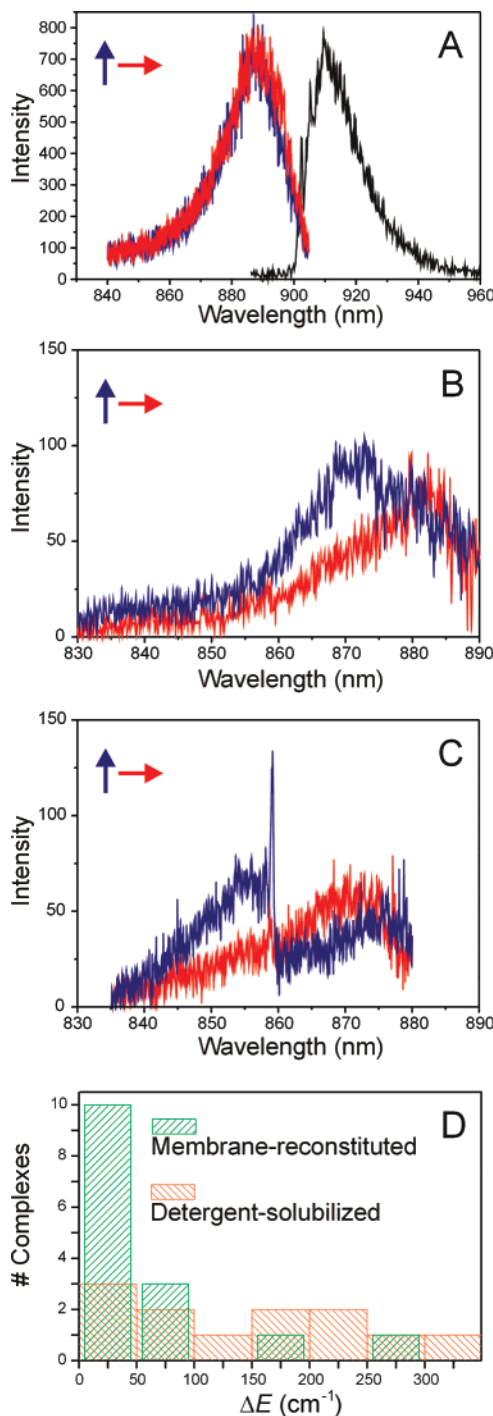 A
Intensity
800
700
600
500
400
300
200
100
0
840 860 880 900 920 940 960
Wavelength (nm)
B
Intensity
150
100
50
0
830 840 850 860 870 880 890
Wavelength (nm)
C
Intensity
150
100
50
0
830 840 850 860 870 880 890
Wavelength (nm)
D
# Complexes
10
8
6
4
2
0
Membrane-reconstituted
Detergent-solubilized
0 50 100 150 200 250 300
ΔE (cm⁻¹)